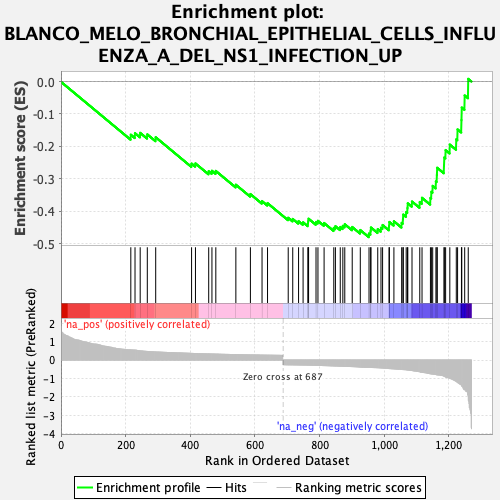 Enrichment plot:
BLANCO_MELO_BRONCHIAL_EPITHELIAL_CELLS_INFLU
ENZA_A_DEL_NS1_INFECTION_UP
Enrichment score (ES)
0.0
-0.1
-0.2
-0.3
-0.4
-0.5
'na_pos' (positively correlated)
Ranked list metric (PreRanked)
2
1
0
-1
-2
-3
-4
Zero cross at 687
'na_neg' (negatively correlated)
0
200
400
600
800
1,000
1,200
Rank in Ordered Dataset
Enrichment profile
Hits
Ranking metric scores